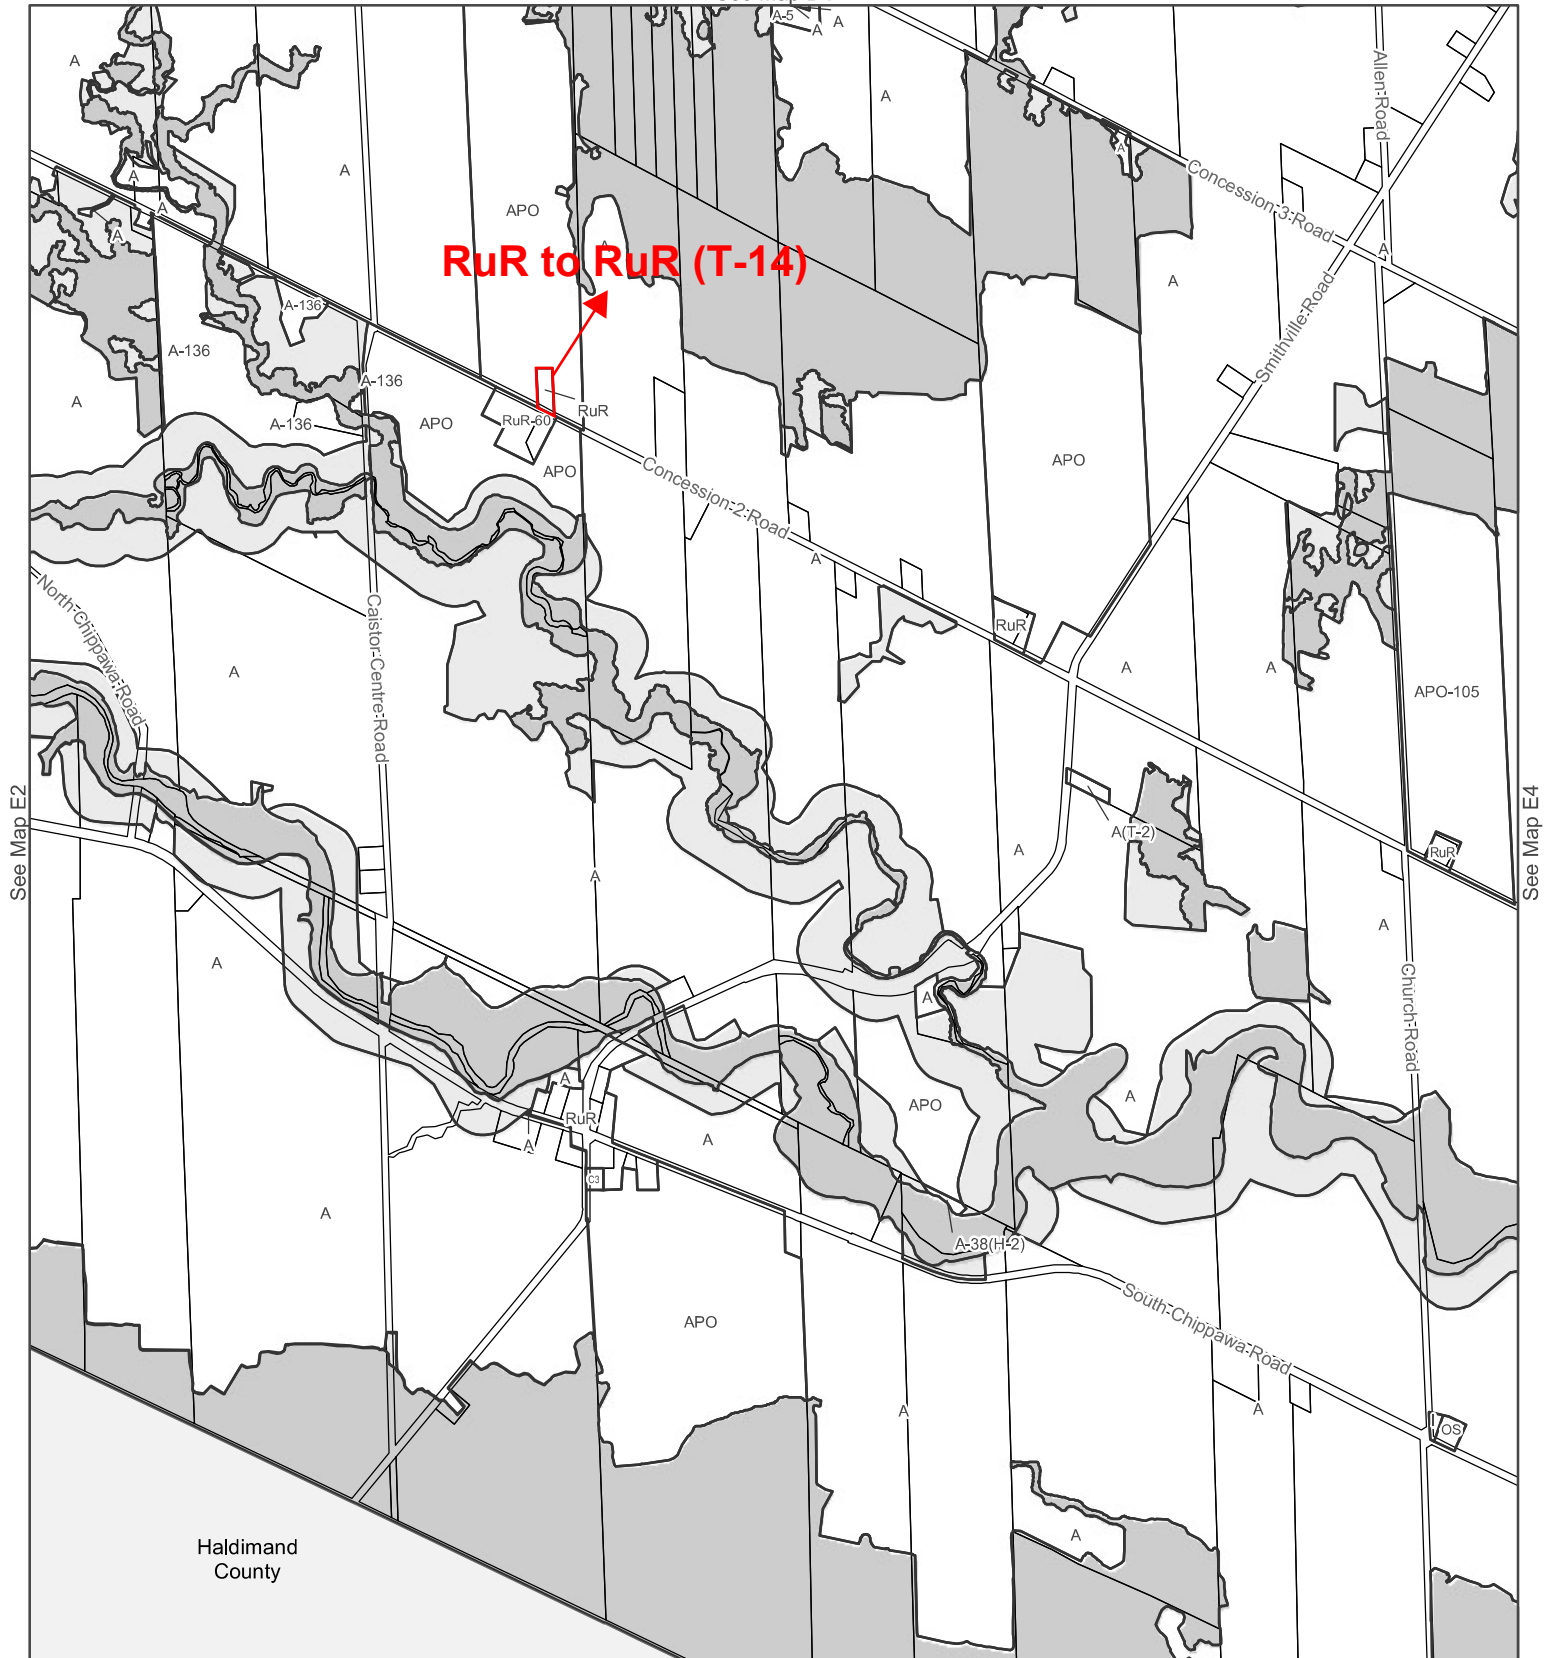 A-5
A
A
A
A
A
A
A
A
A
APO
A
Allen Road
Concession 3 Road
A
A
RuR to RuR (T-14)
A-136
A-136
A-136
A
A-136
APO
RuR-60
RuR
APO
Smithville Road
APO
Concession 2 Road
A
North Chippawa Road
Caistor Centre Road
A
RuR
A
A
APO-105
See Map E2
See Map E4
A(T-2)
RuR
A
A
A
A
A
Church Road
A
RuR
A
A
APO
A
C3
A
A-38(H-2)
South Chippawa Road
APO
A
A
OS
A
Haldimand
County